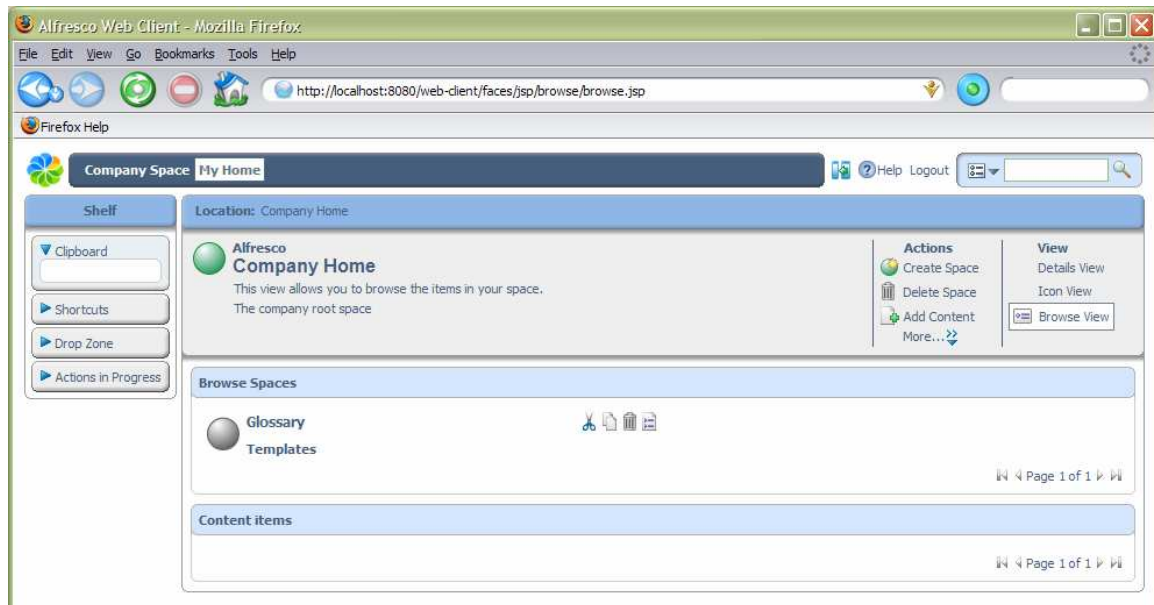 Alfresco Web Client - Mozilla Firefox
File Edit View Go Bookmarks Tools Help
http://localhost:8080/web-client/faces/jsp/browse/browse.jsp
Firefox Help
Company Space My Home
Help Logout
Shelf
Clipboard
Shortcuts
Drop Zone
Actions in Progress
Location: Company Home
Alfresco
Company Home
This view allows you to browse the items in your space.
The company root space
Actions
Create Space
Delete Space
Add Content
More...
View
Details View
Icon View
Browse View
Browse Spaces
Glossary
Templates
Page 1 of 1
Content items
Page 1 of 1